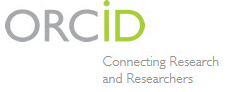 ORCID
Connecting Research
and Researchers